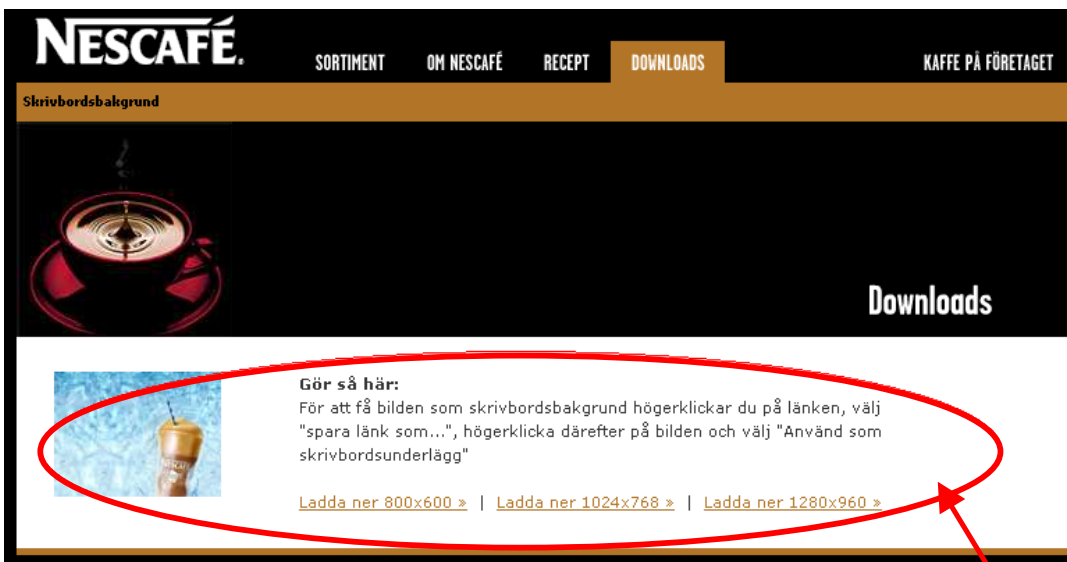 NESCAFÉ.
SORTIMENT OM NESCAFÉ RECEPT DOWNLOADS KAFFE PÅ FÖRETAGET
Skrivbordsbakgrund
Downloads
Gör så här:
För att få bilden som skrivbordsbakgrund högerklickar du på länken, välj
"spara länk som...", högerklicka därefter på bilden och välj "Använd som
skrivbordsunderlägg"
NESCAFÉ
Ladda ner 800x600 » | Ladda ner 1024x768 » | Ladda ner 1280x960 »